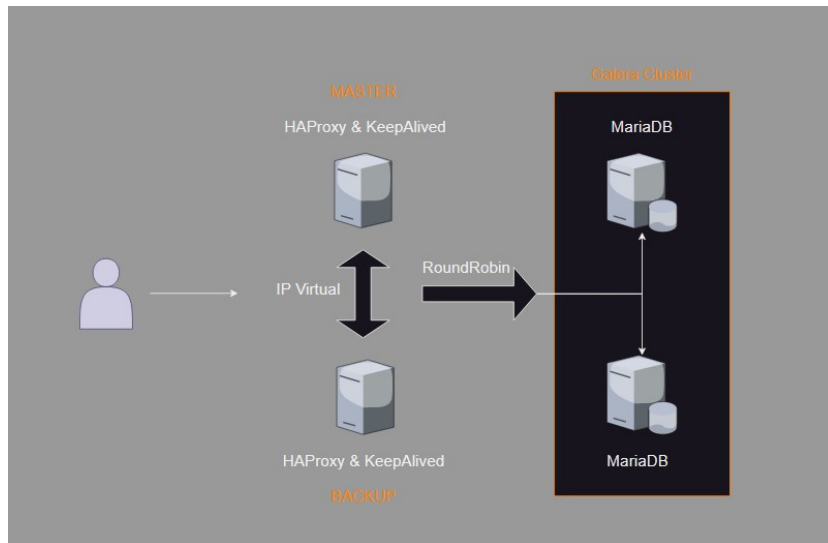 MASTER
HAProxy & KeepAlived
IP Virtual
HAProxy & KeepAlived
BACKUP
RoundRobin
Galera Cluster
MariaDB
MariaDB